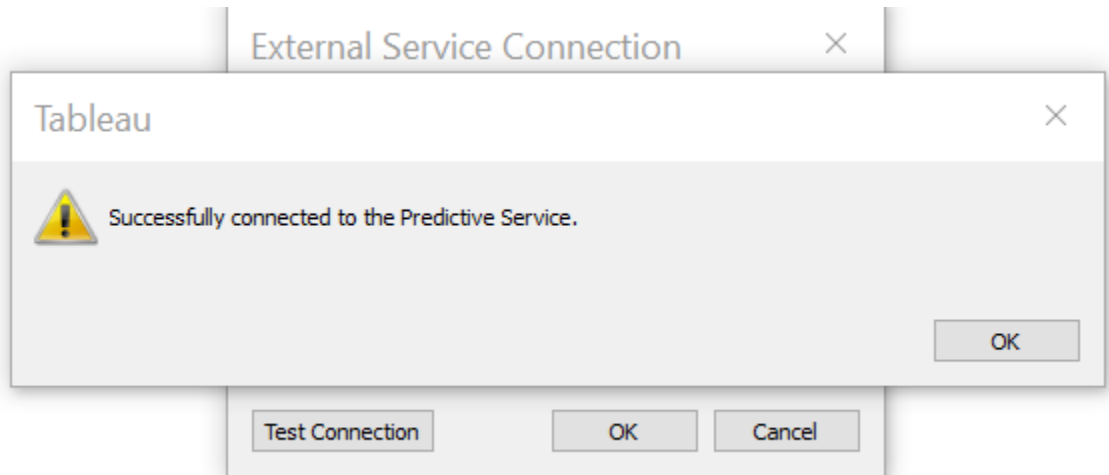 External Service Connection
Tableau
Successfully connected to the Predictive Service.
OK
Test Connection
OK
Cancel